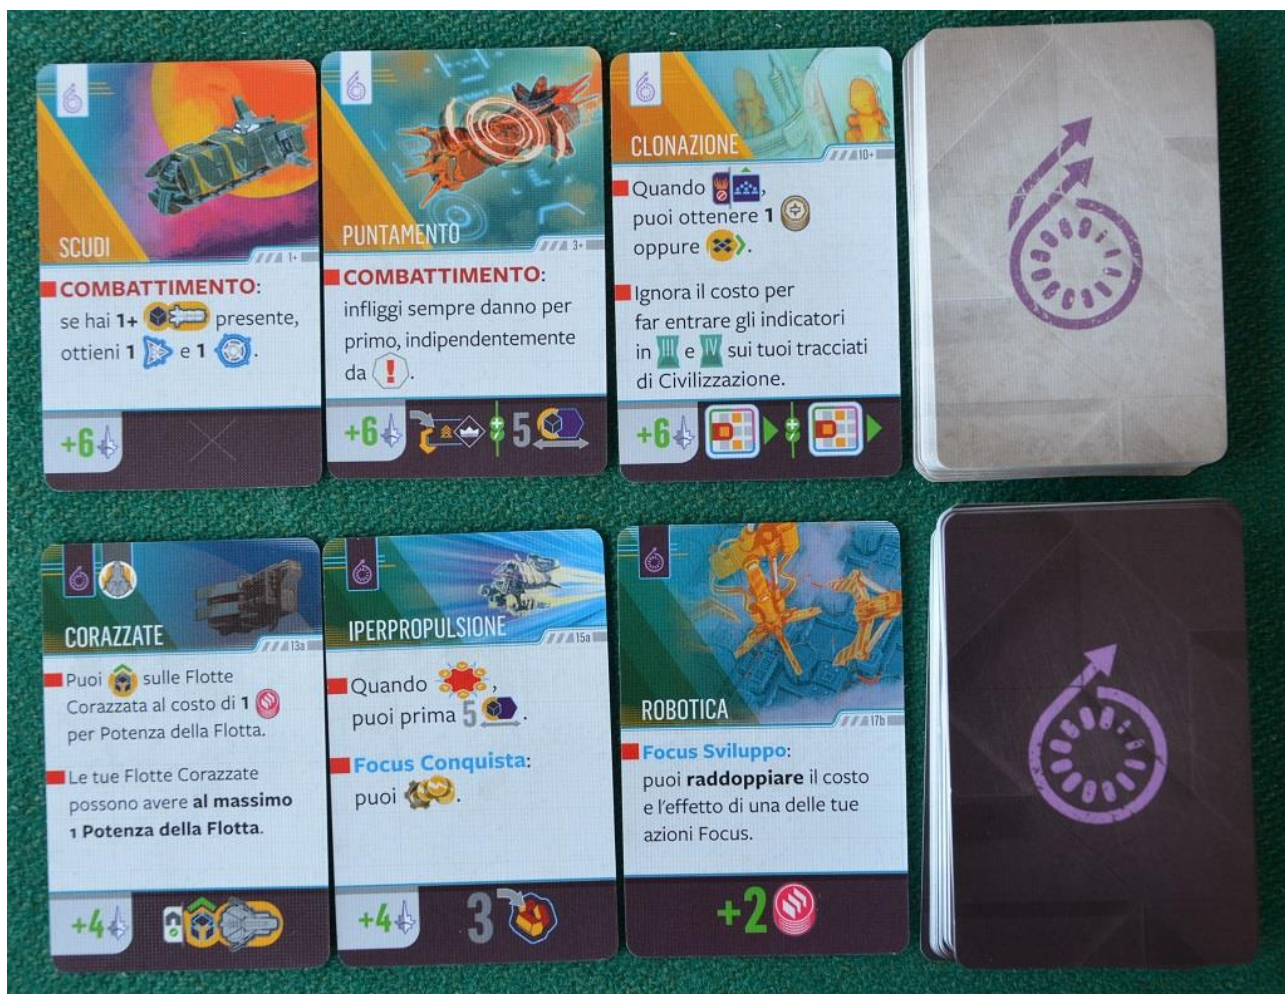 SCUDI
1+
COMBATTIMENTO:
se hai 1+ presente,
ottieni 1 e 1 .
+6
PUNTAMENTO
3+
COMBATTIMENTO:
infliggi sempre danno per
primo, indipendentemente
da ! .
+6 5
CLONAZIONE
10+
Quando ,
puoi ottenere 1
oppure .
Ignora il costo per
far entrare gli indicatori
in III e IV sui tuoi tracciati
di Civilizzazione.
+6
CORAZZATE
13a
Puoi sulle Flotte
Corazzata al costo di 1
per Potenza della Flotta.
Le tue Flotte Corazzate
possono avere al massimo
1 Potenza della Flotta.
+4
IPERPROPULSIONE
15a
Quando ,
puoi prima 5 .
Focus Conquista:
puoi .
+4 3
ROBOTICA
17b
Focus Sviluppo:
puoi raddoppiare il costo
e l'effetto di una delle tue
azioni Focus.
+2